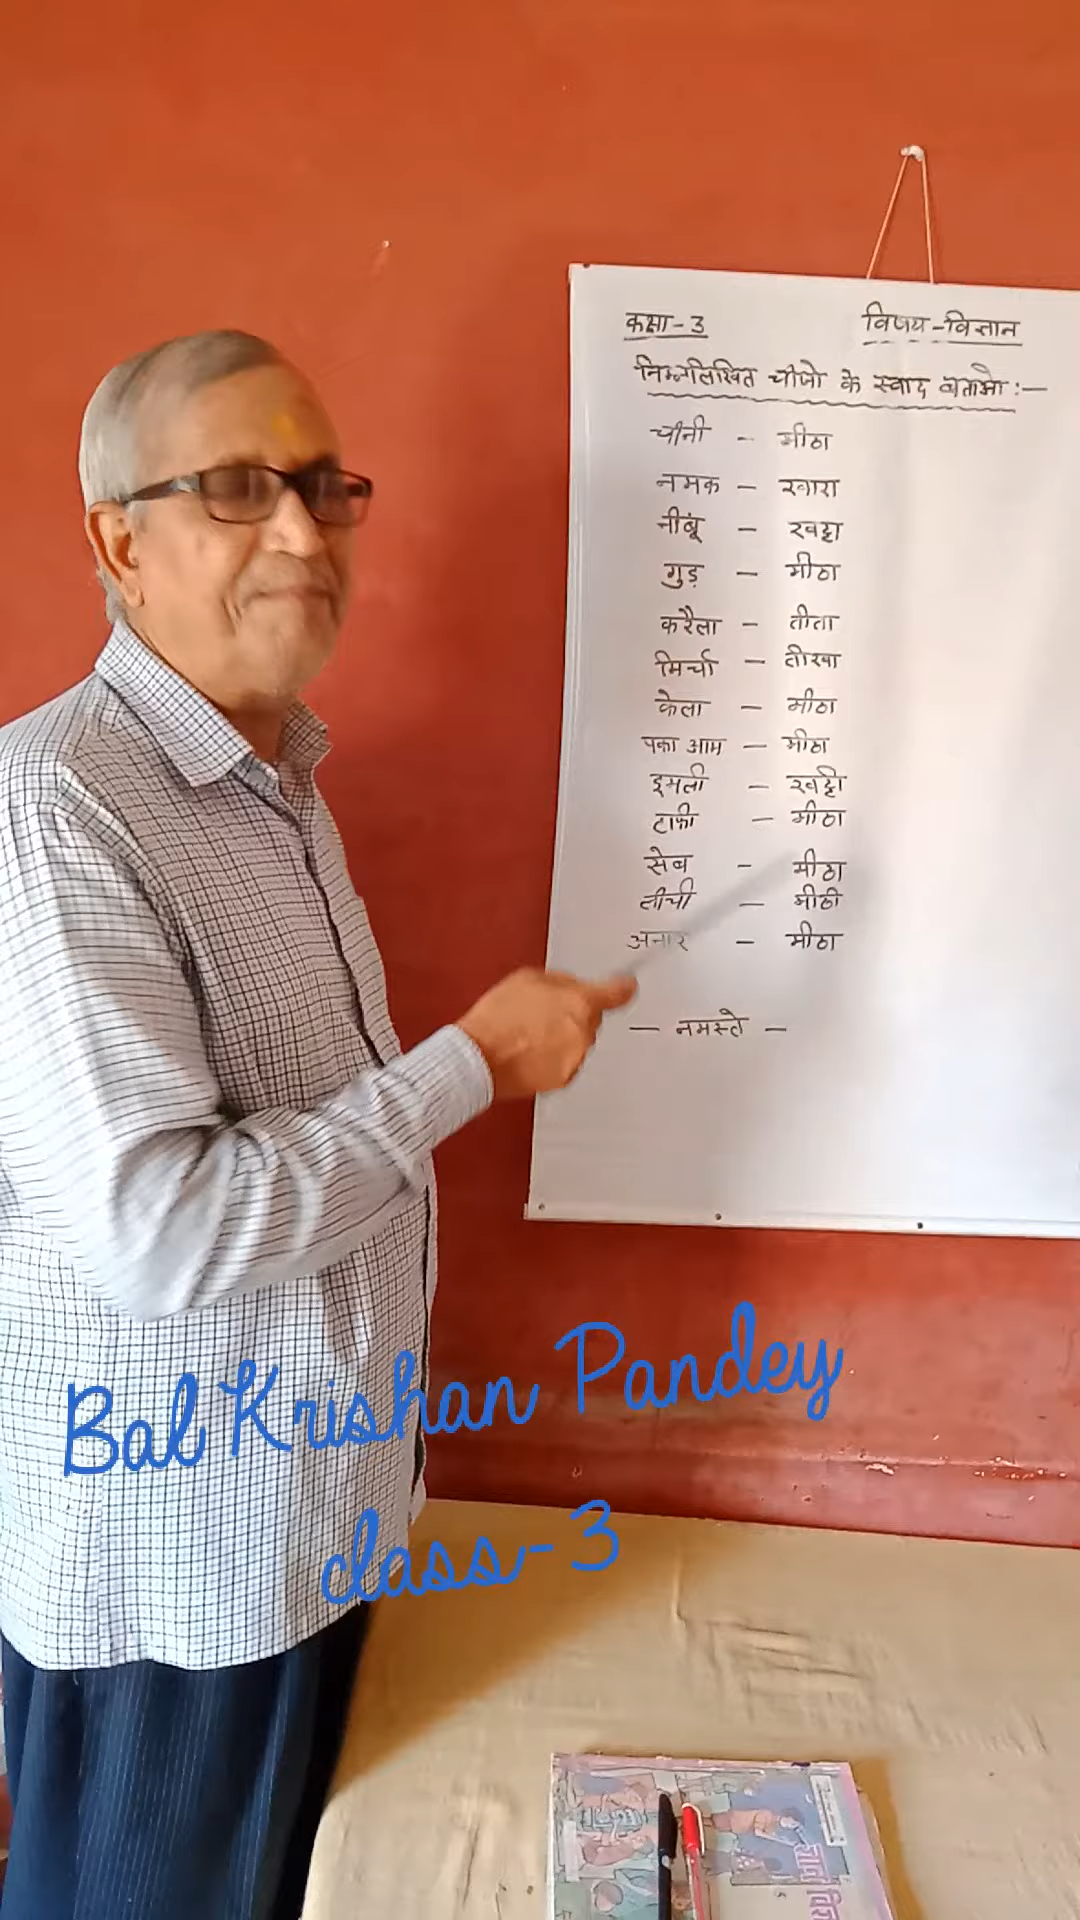 कक्षा - 3 विषय - विज्ञान
निम्नलिखित चीजो के स्वाद बताओ :-
चीनी - मीठा
नमक - खारा
नींबू - खट्टा
गुड़ - मीठा
करैला - तीता
मिर्चा - तीखा
केला - मीठा
पका आम - मीठा
इमली - खट्टी
टाफी - मीठा
सेब - मीठा
लीची - मीठी
अनार - मीठा
- नमस्ते -
Bal Krishan Pandey
class-3